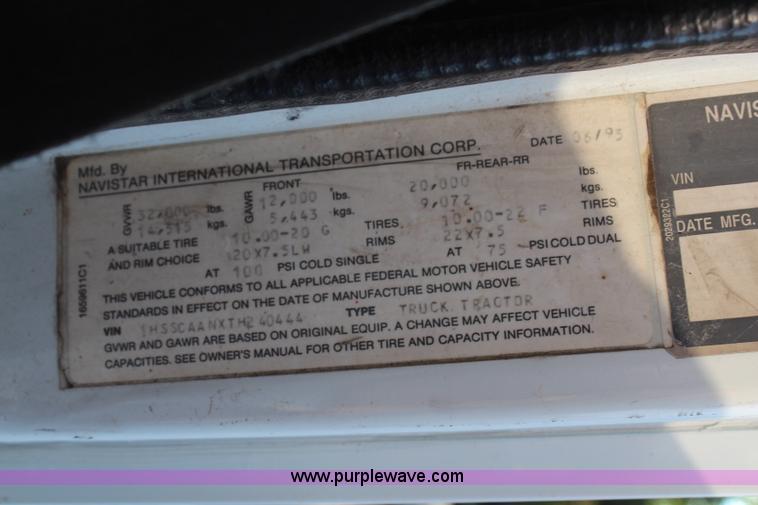 Mfd. By
NAVISTAR INTERNATIONAL TRANSPORTATION CORP. DATE 06/95
FRONT FR-REAR-RR
GVWR 32,000 lbs. GAWR 12,000 lbs. 20,000 lbs.
14,515 kgs. 5,443 kgs. 9,072 kgs.
A SUITABLE TIRE 10.00-20 G TIRES 10.00-22 F TIRES
AND RIM CHOICE 20X7.5LW RIMS 22X7.5 RIMS
AT 100 PSI COLD SINGLE AT 75 PSI COLD DUAL
THIS VEHICLE CONFORMS TO ALL APPLICABLE FEDERAL MOTOR VEHICLE SAFETY
STANDARDS IN EFFECT ON THE DATE OF MANUFACTURE SHOWN ABOVE.
VIN 1HSSCAANXTH240444 TYPE TRUCK TRACTOR
GVWR AND GAWR ARE BASED ON ORIGINAL EQUIP. A CHANGE MAY AFFECT VEHICLE
CAPACITIES. SEE OWNER'S MANUAL FOR OTHER TIRE AND CAPACITY INFORMATION.
1659611C1
NAVIS
VIN
DATE MFG.
2029322C1
www.purplewave.com